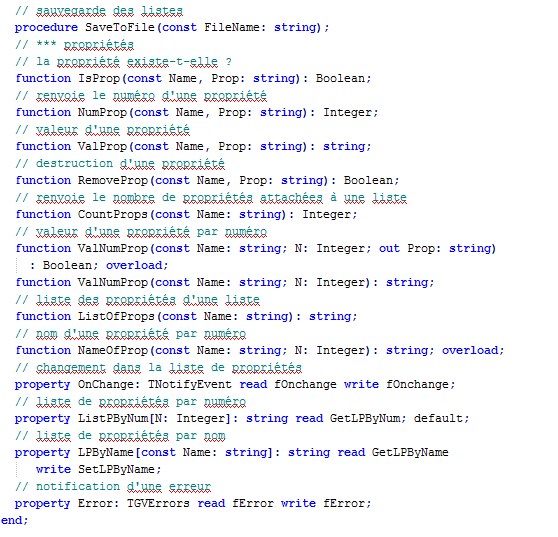 // sauvegarde des listes
procedure SaveToFile(const FileName: string);
// *** propriétés
// la propriété existe-t-elle ?
function IsProp(const Name, Prop: string): Boolean;
// renvoie le numéro d'une propriété
function NumProp(const Name, Prop: string): Integer;
// valeur d'une propriété
function ValProp(const Name, Prop: string): string;
// destruction d'une propriété
function RemoveProp(const Name, Prop: string): Boolean;
// renvoie le nombre de propriétés attachées à une liste
function CountProps(const Name: string): Integer;
// valeur d'une propriété par numéro
function ValNumProp(const Name: string; N: Integer; out Prop: string)
: Boolean; overload;
function ValNumProp(const Name: string; N: Integer): string;
// liste des propriétés d'une liste
function ListOfProps(const Name: string): string;
// nom d'une propriété par numéro
function NameOfProp(const Name: string; N: Integer): string; overload;
// changement dans la liste de propriétés
property OnChange: TNotifyEvent read fOnchange write fOnchange;
// liste de propriétés par numéro
property ListPByNum[N: Integer]: string read GetLPByNum; default;
// liste de propriétés par nom
property LPByName[const Name: string]: string read GetLPByName
write SetLPByName;
// notification d'une erreur
property Error: TGVErrors read fError write fError;
end;